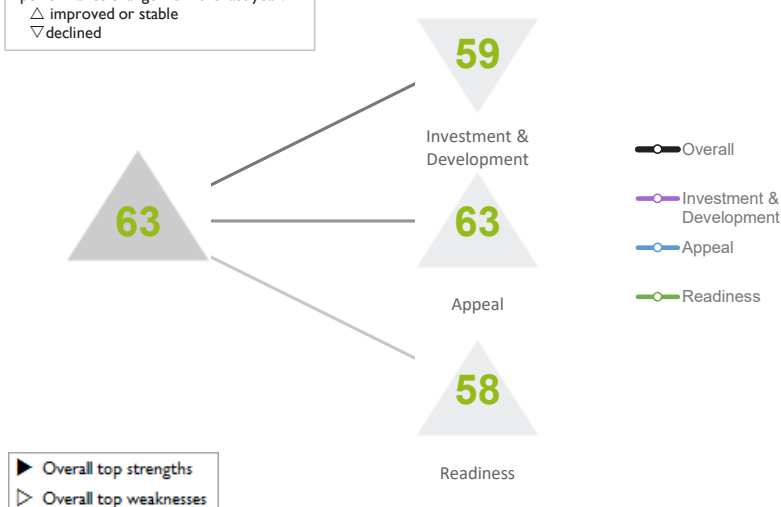 △ improved or stable
▽ declined
59
Investment &
Development
63
63
Appeal
58
Readiness
Overall
Investment &
Development
Appeal
Readiness
▶ Overall top strengths
▷ Overall top weaknesses